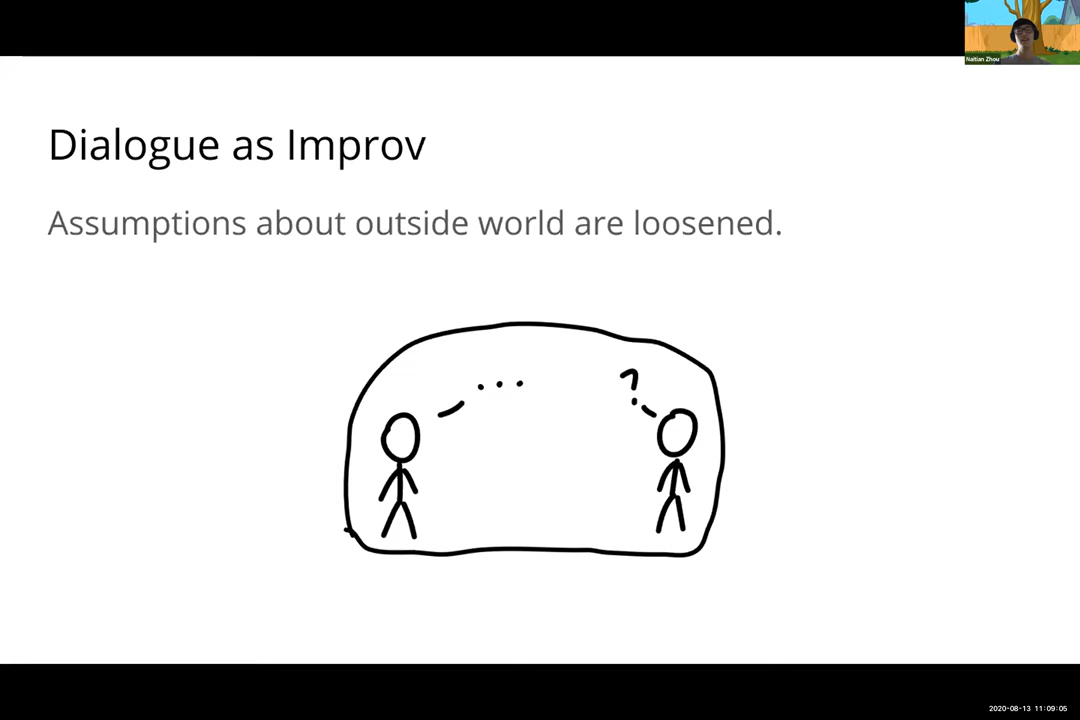 Naitian Zhou
Dialogue as Improv
Assumptions about outside world are loosened.
...
?
2020-08-13 11:09:05